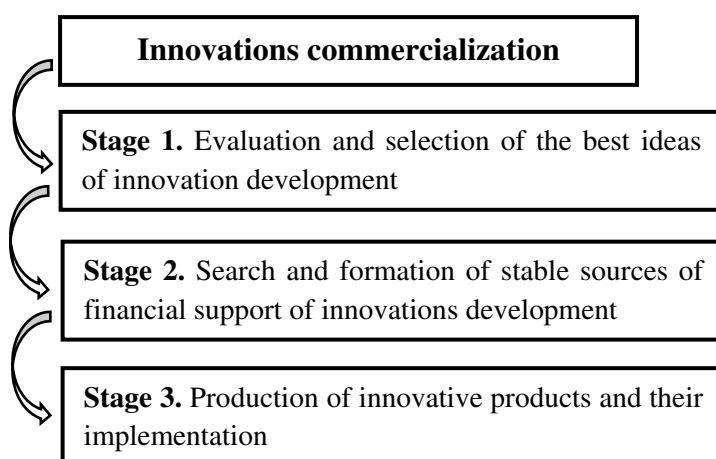 Innovations commercialization
Stage 1. Evaluation and selection of the best ideas
of innovation development
Stage 2. Search and formation of stable sources of
financial support of innovations development
Stage 3. Production of innovative products and their
implementation